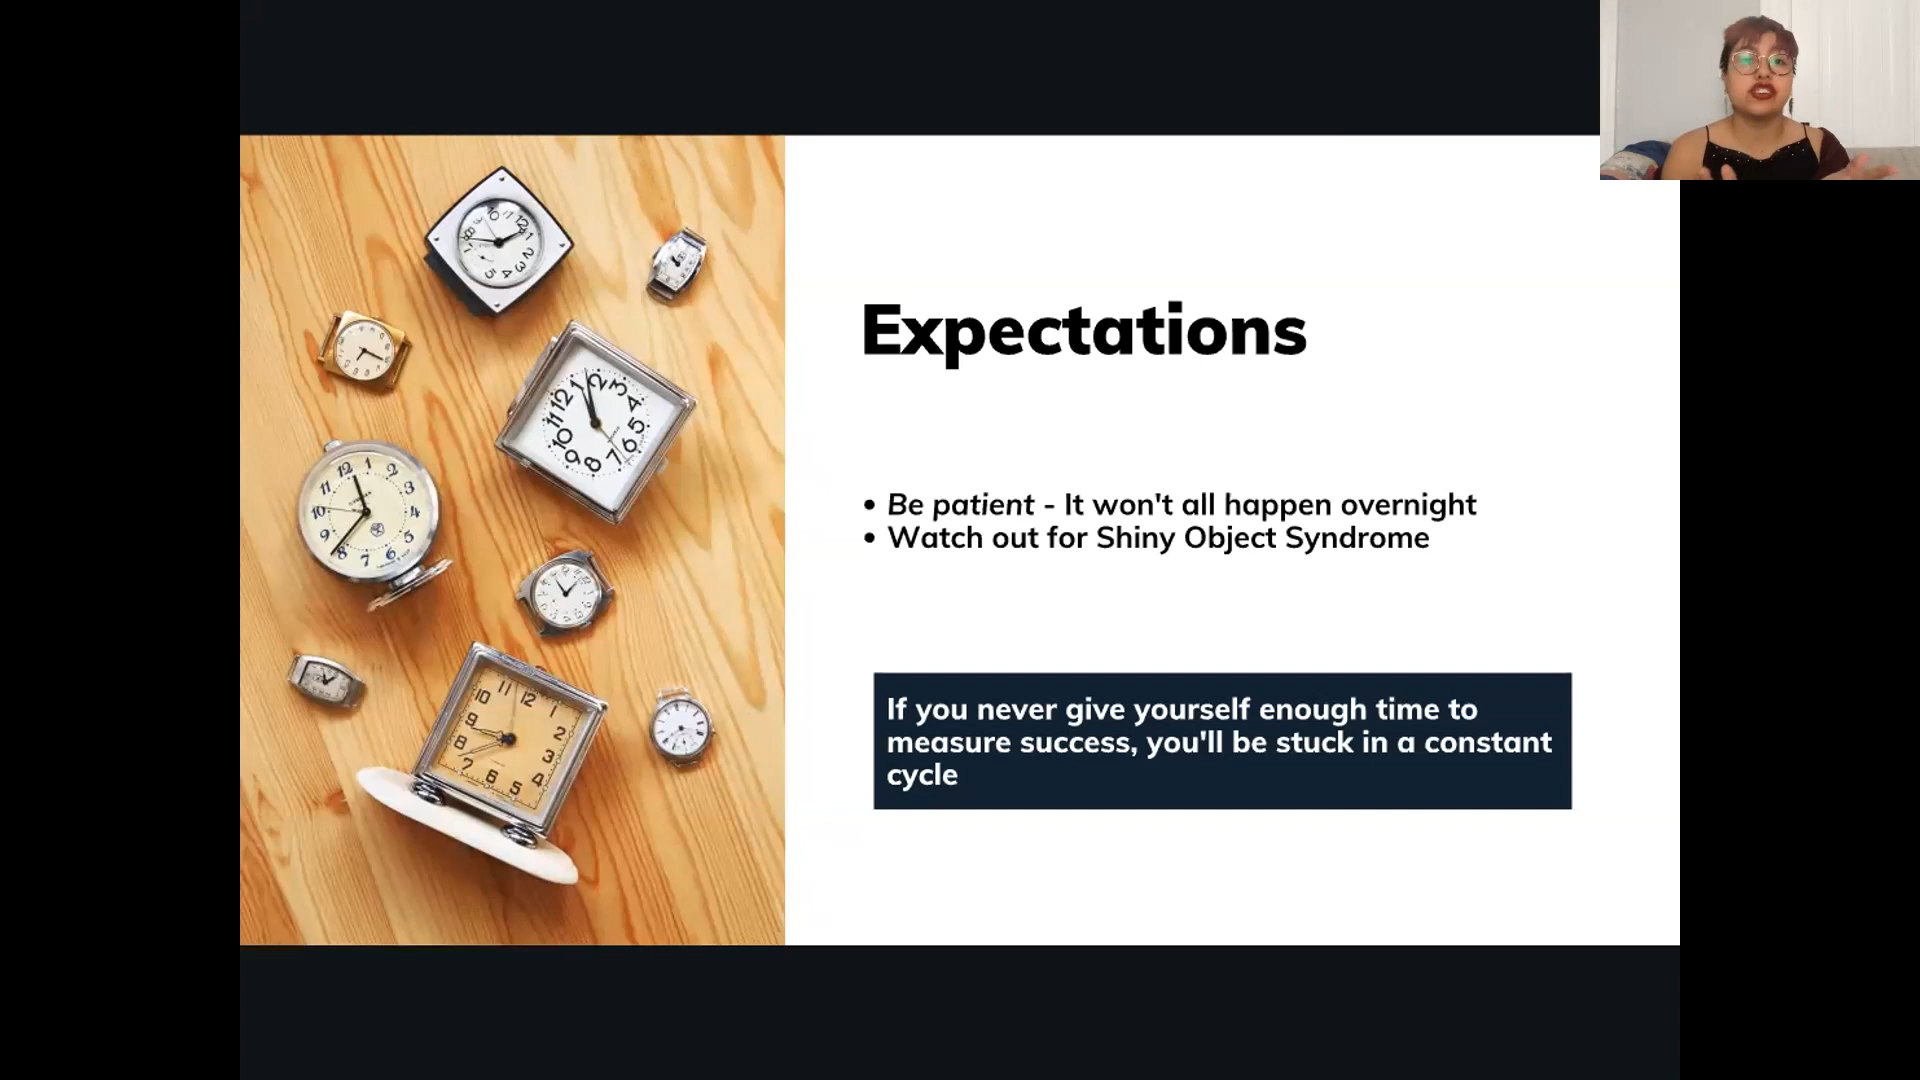 Expectations
• Be patient - It won't all happen overnight
• Watch out for Shiny Object Syndrome
If you never give yourself enough time to
measure success, you'll be stuck in a constant
cycle